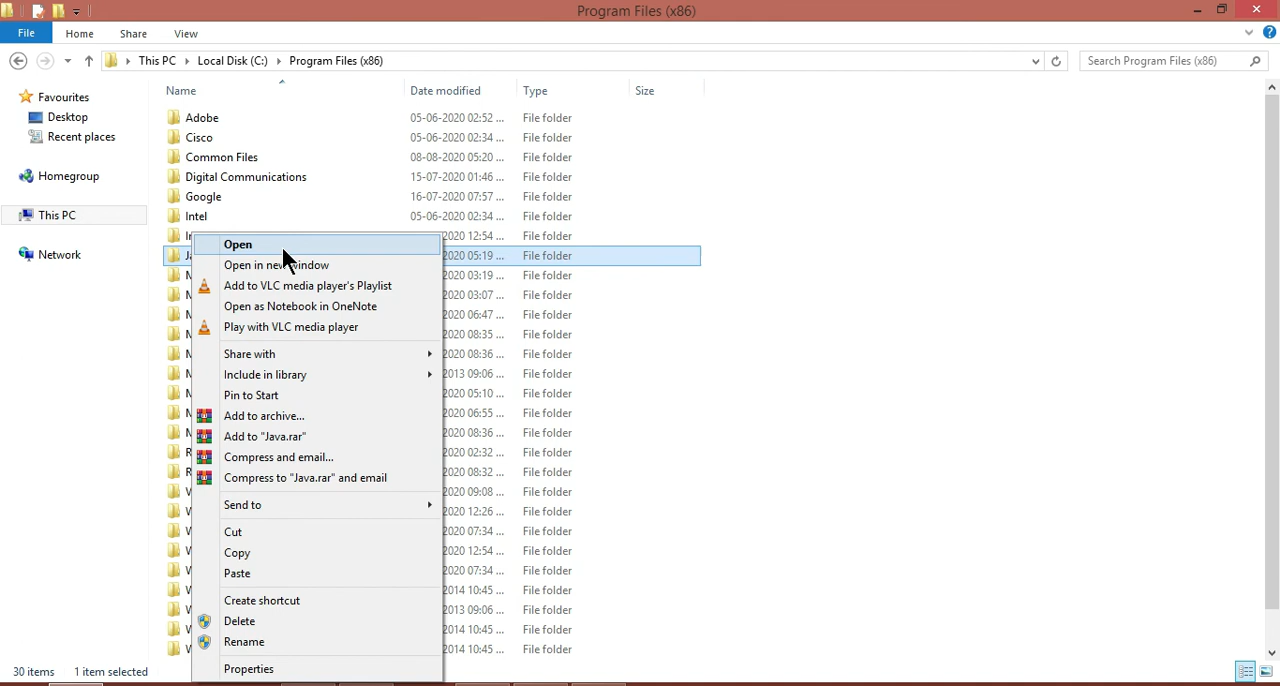 Program Files (x86)
File Home Share View
This PC Local Disk (C:) Program Files (x86)
Search Program Files (x86)
Name Date modified Type Size
Favourites
Desktop
Recent places
Homegroup
This PC
Network
Adobe 05-06-2020 02:52 ... File folder
Cisco 05-06-2020 02:34 ... File folder
Common Files 08-08-2020 05:20 ... File folder
Digital Communications 15-07-2020 01:46 ... File folder
Google 16-07-2020 07:57 ... File folder
Intel 05-06-2020 02:34 ... File folder
2020 12:54 ... File folder
2020 05:19 ... File folder
2020 03:19 ... File folder
2020 03:07 ... File folder
2020 06:47 ... File folder
2020 08:35 ... File folder
2020 08:36 ... File folder
2013 09:06 ... File folder
2020 05:10 ... File folder
2020 06:55 ... File folder
2020 08:36 ... File folder
2020 02:32 ... File folder
2020 08:32 ... File folder
2020 09:08 ... File folder
2020 12:26 ... File folder
2020 07:34 ... File folder
2020 12:54 ... File folder
2020 07:34 ... File folder
2014 10:45 ... File folder
2013 09:06 ... File folder
2014 10:45 ... File folder
2014 10:45 ... File folder
Open
Open in new window
Add to VLC media player's Playlist
Open as Notebook in OneNote
Play with VLC media player
Share with
Include in library
Pin to Start
Add to archive...
Add to "Java.rar"
Compress and email...
Compress to "Java.rar" and email
Send to
Cut
Copy
Paste
Create shortcut
Delete
Rename
Properties
30 items 1 item selected